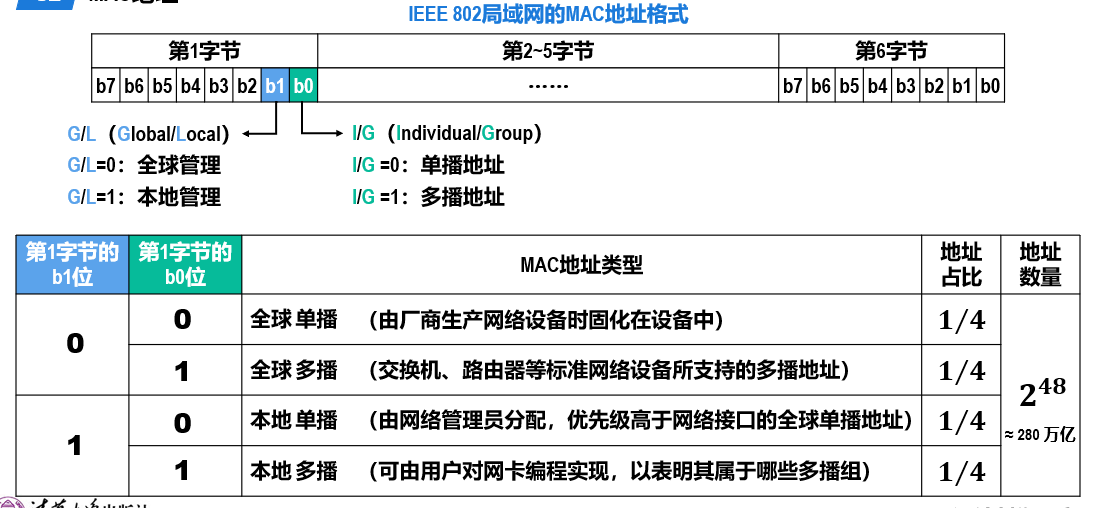 IEEE 802局域网的MAC地址格式
第1字节 第2~5字节 第6字节
b7 b6 b5 b4 b3 b2 b1 b0 …… b7 b6 b5 b4 b3 b2 b1 b0
G/L（Global/Local） I/G（Individual/Group）
G/L=0：全球管理 I/G =0：单播地址
G/L=1：本地管理 I/G =1：多播地址
第1字节的b1位 第1字节的b0位 MAC地址类型 地址占比 地址数量
0 0 全球 单播 （由厂商生产网络设备时固化在设备中） 1/4
1 全球 多播 （交换机、路由器等标准网络设备所支持的多播地址） 1/4
1 0 本地 单播 （由网络管理员分配，优先级高于网络接口的全球单播地址） 1/4
1 本地 多播 （可由用户对网卡编程实现，以表明其属于哪些多播组） 1/4
2^48
≈ 280 万亿